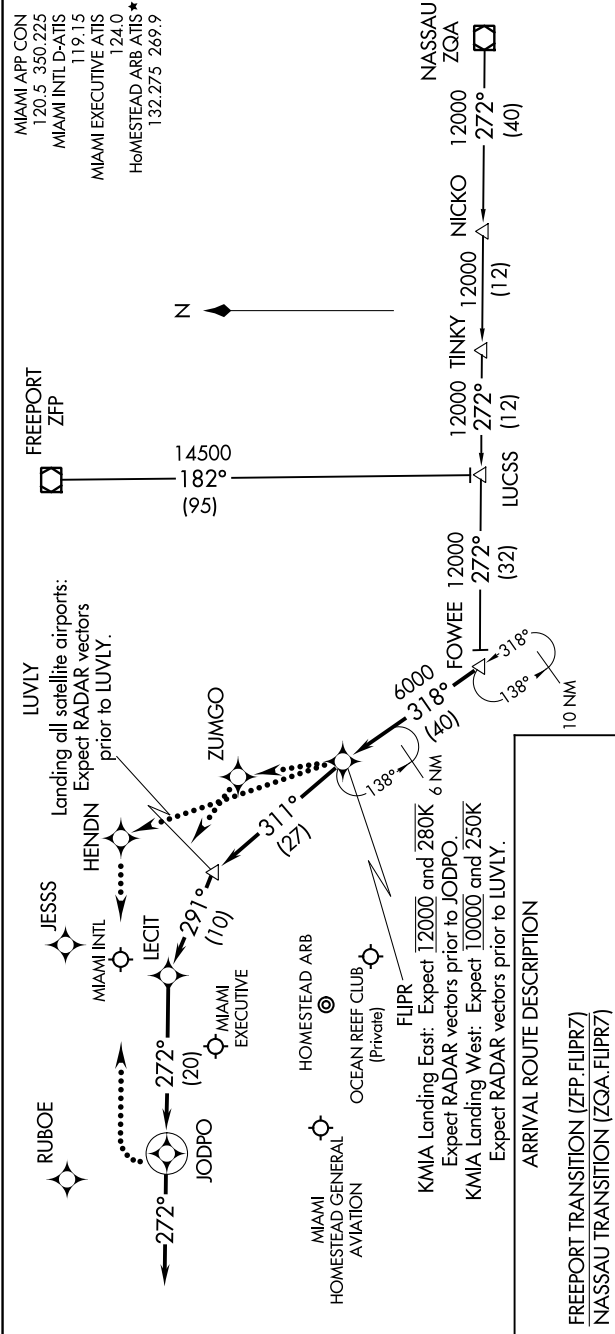 MIAMI APP CON
120.5 350.225
MIAMI INTL D-ATIS
119.15
MIAMI EXECUTIVE ATIS
124.0
HoMESTEAD ARB ATIS★
132.275 269.9
FREEPORT
ZFP
14500
182°
(95)
N
NASSAU
ZQA
12000
272°
(40)
NICKO
12000
(12)
TINKY
12000
272°
(12)
LUCSS
12000
272°
(32)
FOWEE
318°
138°
10 NM
6000
318°
(40)
138°
6 NM
FLIPR
KMIA Landing East: Expect 12000 and 280K
Expect RADAR vectors prior to JODPO.
KMIA Landing West: Expect 10000 and 250K
Expect RADAR vectors prior to LUVLY.
311°
(27)
ZUMGO
HENDN
LUVLY
Landing all satellite airports:
Expect RADAR vectors
prior to LUVLY.
291°
(10)
LECIT
JESSS
MIAMI INTL
272°
(20)
JODPO
272°
RUBOE
MIAMI
EXECUTIVE
HOMESTEAD ARB
OCEAN REEF CLUB
(Private)
MIAMI
HOMESTEAD GENERAL
AVIATION
ARRIVAL ROUTE DESCRIPTION
FREEPORT TRANSITION (ZFP.FLIPR7)
NASSAU TRANSITION (ZQA.FLIPR7)